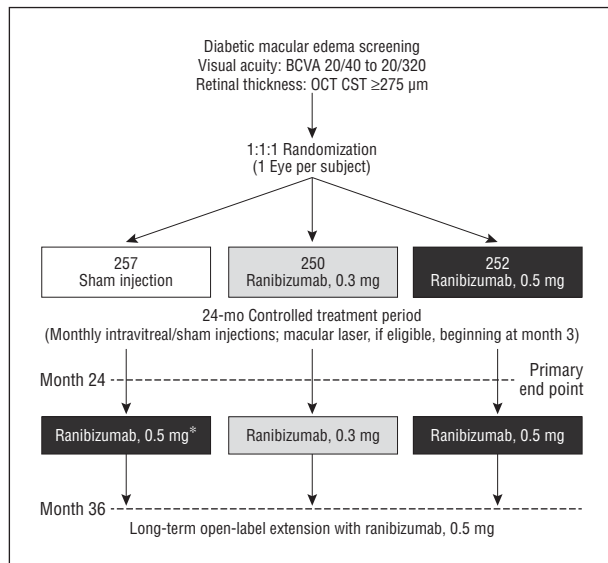 Diabetic macular edema screening
Visual acuity: BCVA 20/40 to 20/320
Retinal thickness: OCT CST ≥275 μm
1:1:1 Randomization
(1 Eye per subject)
257
Sham injection
250
Ranibizumab, 0.3 mg
252
Ranibizumab, 0.5 mg
24-mo Controlled treatment period
(Monthly intravitreal/sham injections; macular laser, if eligible, beginning at month 3)
Month 24
Primary
end point
Ranibizumab, 0.5 mg*
Ranibizumab, 0.3 mg
Ranibizumab, 0.5 mg
Month 36
Long-term open-label extension with ranibizumab, 0.5 mg